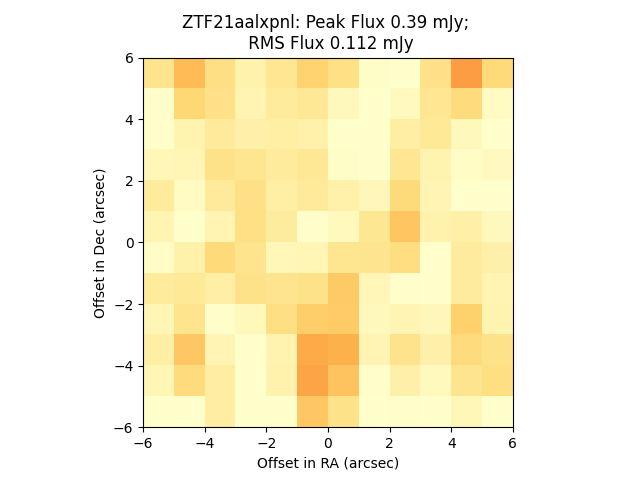 ZTF21aalxpnl: Peak Flux 0.39 mJy;
RMS Flux 0.112 mJy
6
4
2
0
−2
−4
−6
Offset in Dec (arcsec)
−6 −4 −2 0 2 4 6
Offset in RA (arcsec)